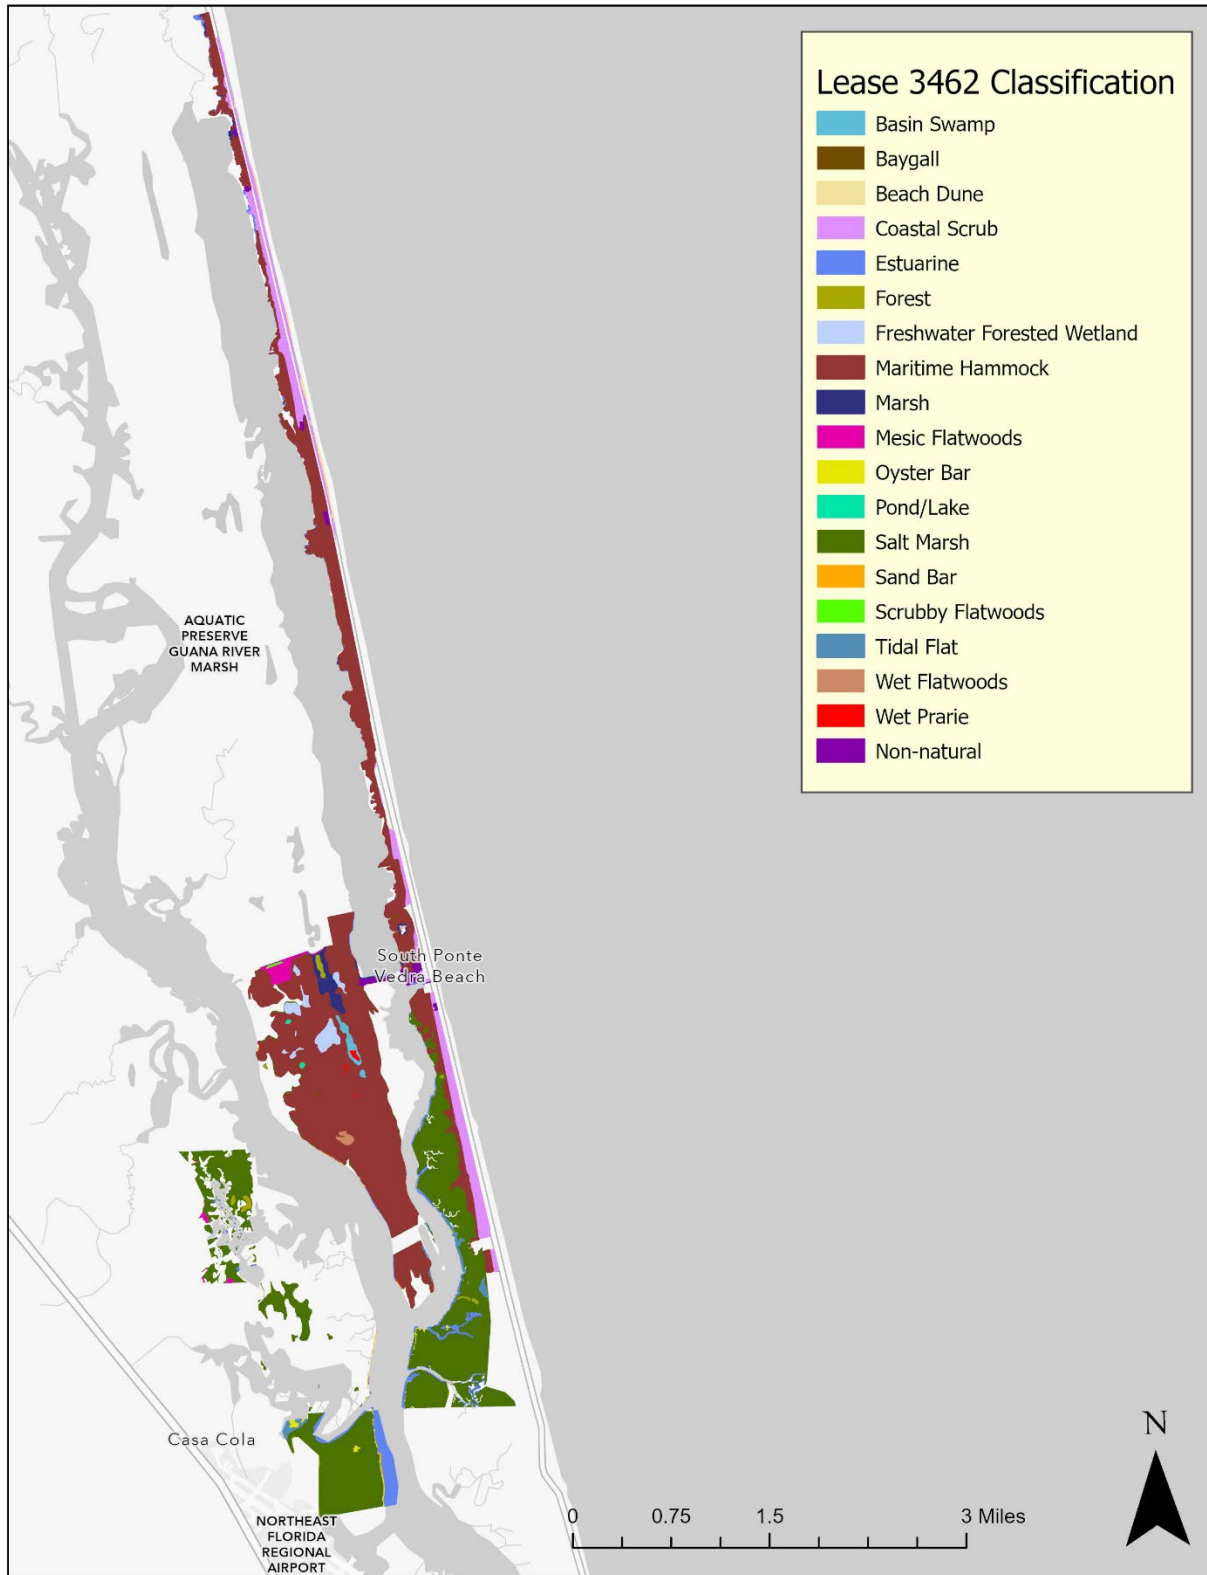 Lease 3462 Classification
Basin Swamp
Baygall
Beach Dune
Coastal Scrub
Estuarine
Forest
Freshwater Forested Wetland
Maritime Hammock
Marsh
Mesic Flatwoods
Oyster Bar
Pond/Lake
Salt Marsh
Sand Bar
Scrubby Flatwoods
Tidal Flat
Wet Flatwoods
Wet Prarie
Non-natural
AQUATIC
PRESERVE
GUANA RIVER
MARSH
South Ponte
Vedra Beach
Casa Cola
NORTHEAST
FLORIDA
REGIONAL
AIRPORT
N
0 0.75 1.5 3 Miles